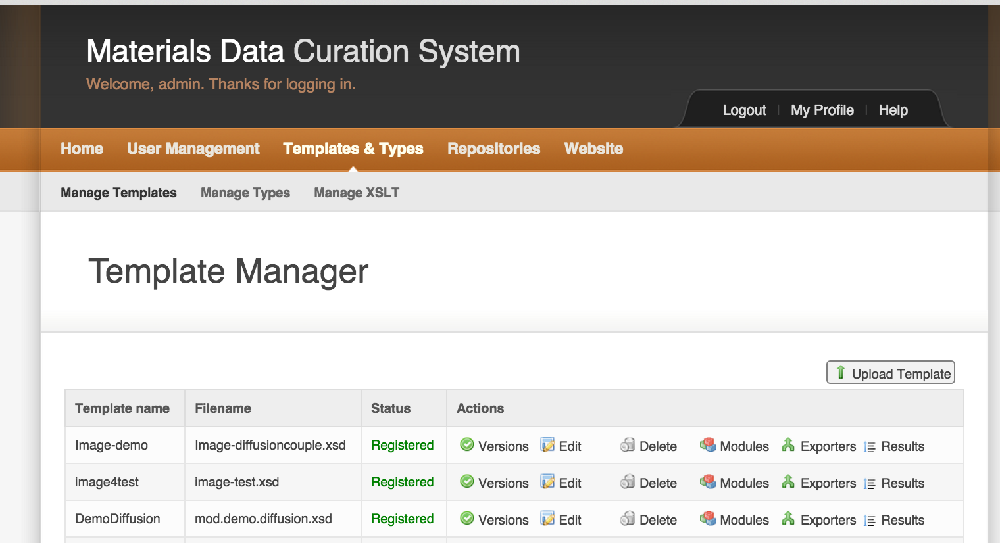 Materials Data Curation System
Welcome, admin. Thanks for logging in.
Logout | My Profile | Help
Home User Management Templates & Types Repositories Website
Manage Templates Manage Types Manage XSLT
Template Manager
Upload Template
Template name Filename Status Actions
Image-demo Image-diffusioncouple.xsd Registered Versions Edit Delete Modules Exporters Results
image4test image-test.xsd Registered Versions Edit Delete Modules Exporters Results
DemoDiffusion mod.demo.diffusion.xsd Registered Versions Edit Delete Modules Exporters Results